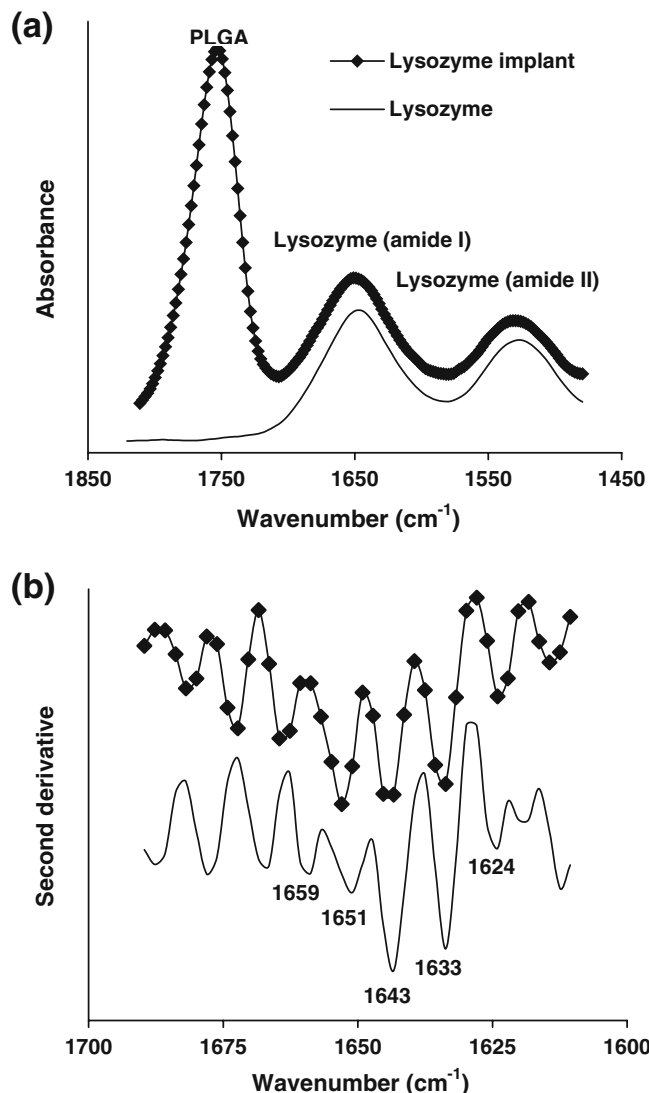 (a)
PLGA
Lysozyme implant
Lysozyme
Lysozyme (amide I)
Lysozyme (amide II)
Absorbance
1850
1750
1650
1550
1450
Wavenumber (cm⁻¹)
(b)
Second derivative
1659
1651
1643
1633
1624
1700
1675
1650
1625
1600
Wavenumber (cm⁻¹)